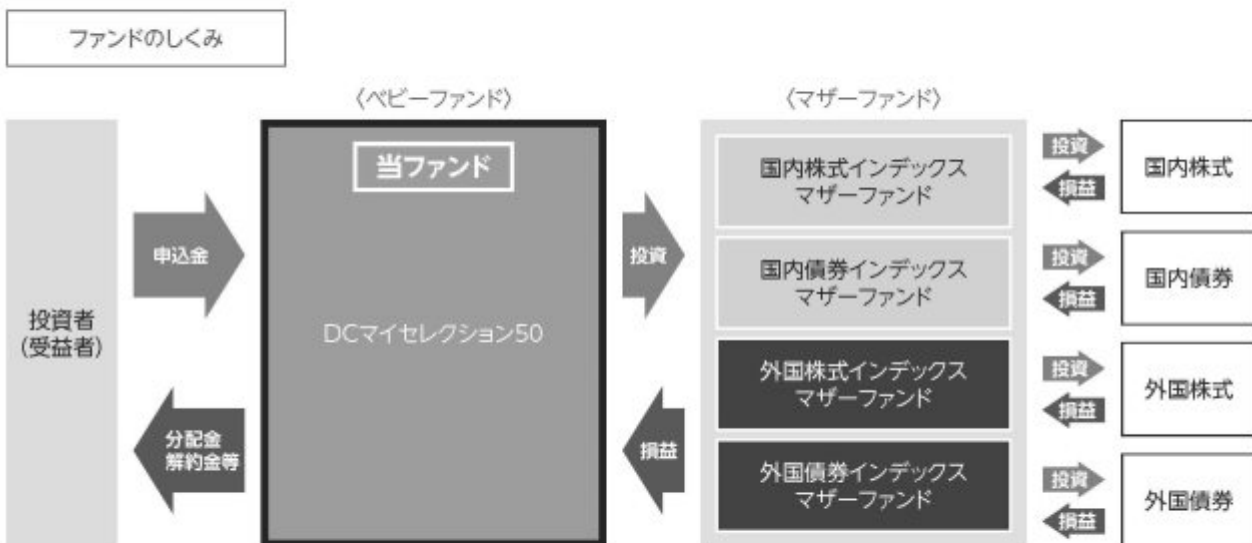 ファンドのしくみ
〈ベビーファンド〉
〈マザーファンド〉
投資者
(受益者)
申込金
分配金
解約金等
当ファンド
DCマイセレクション50
投資
損益
国内株式インデックス
マザーファンド
投資
損益
国内株式
国内債券インデックス
マザーファンド
投資
損益
国内債券
外国株式インデックス
マザーファンド
投資
損益
外国株式
外国債券インデックス
マザーファンド
投資
損益
外国債券